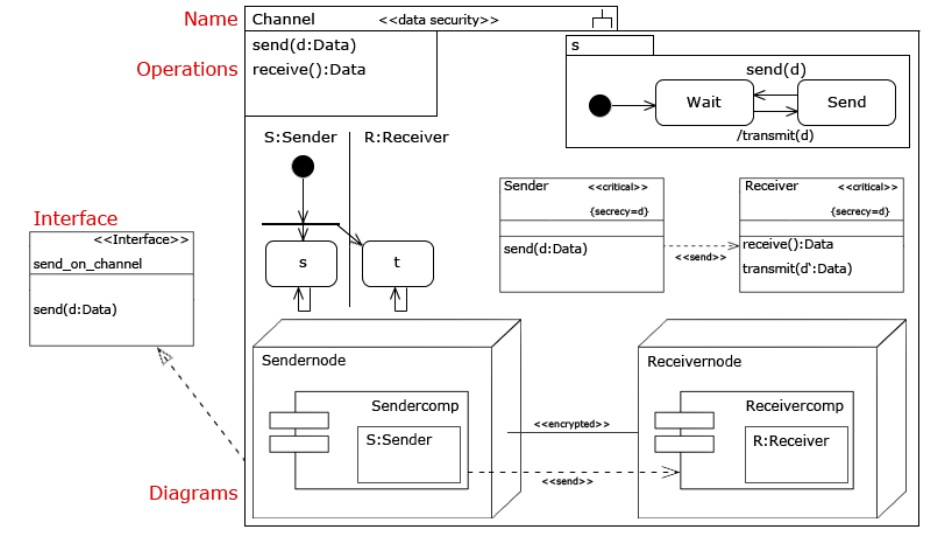 Name
Channel <<data security>>
send(d:Data)
Operations
receive():Data
s
send(d)
Wait
Send
/transmit(d)
S:Sender
R:Receiver
s
t
Sender <<critical>>
{secrecy=d}
send(d:Data)
<<send>>
Receiver <<critical>>
{secrecy=d}
receive():Data
transmit(d`:Data)
Interface
<<Interface>>
send_on_channel
send(d:Data)
Sendernode
Sendercomp
S:Sender
<<encrypted>>
<<send>>
Receivernode
Receivercomp
R:Receiver
Diagrams